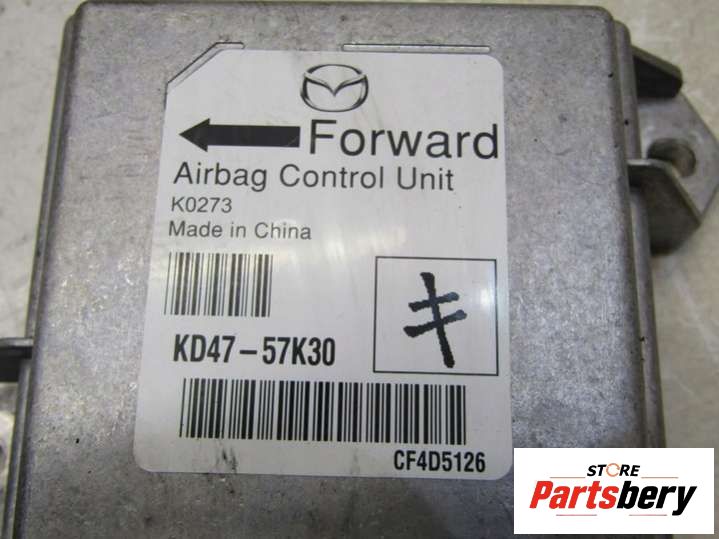 Forward
Airbag Control Unit
K0273
Made in China
KD47-57K30
キ
CF4D5126
STORE
Partsbery